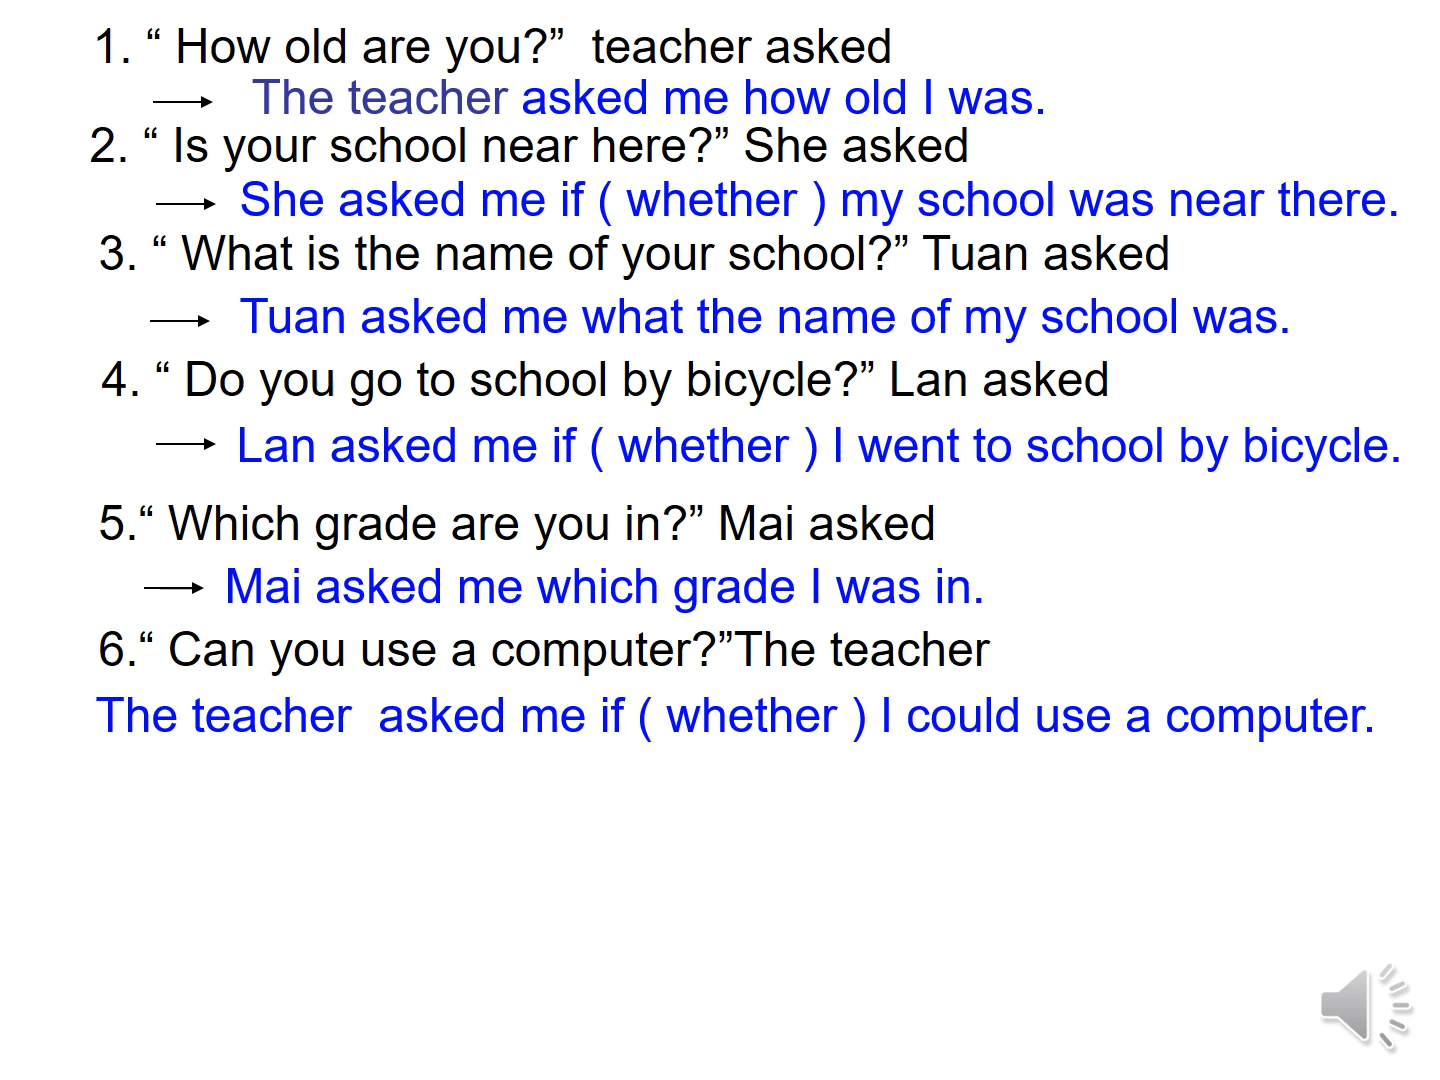 1. “ How old are you?”  teacher asked
The teacher asked me how old I was.
2. “ Is your school near here?” She asked
She asked me if ( whether ) my school was near there.
3. “ What is the name of your school?” Tuan asked
Tuan asked me what the name of my school was.
4. “ Do you go to school by bicycle?” Lan asked
Lan asked me if ( whether ) I went to school by bicycle.
5.“ Which grade are you in?” Mai asked
Mai asked me which grade I was in.
6.“ Can you use a computer?”The teacher
The teacher  asked me if ( whether ) I could use a computer.